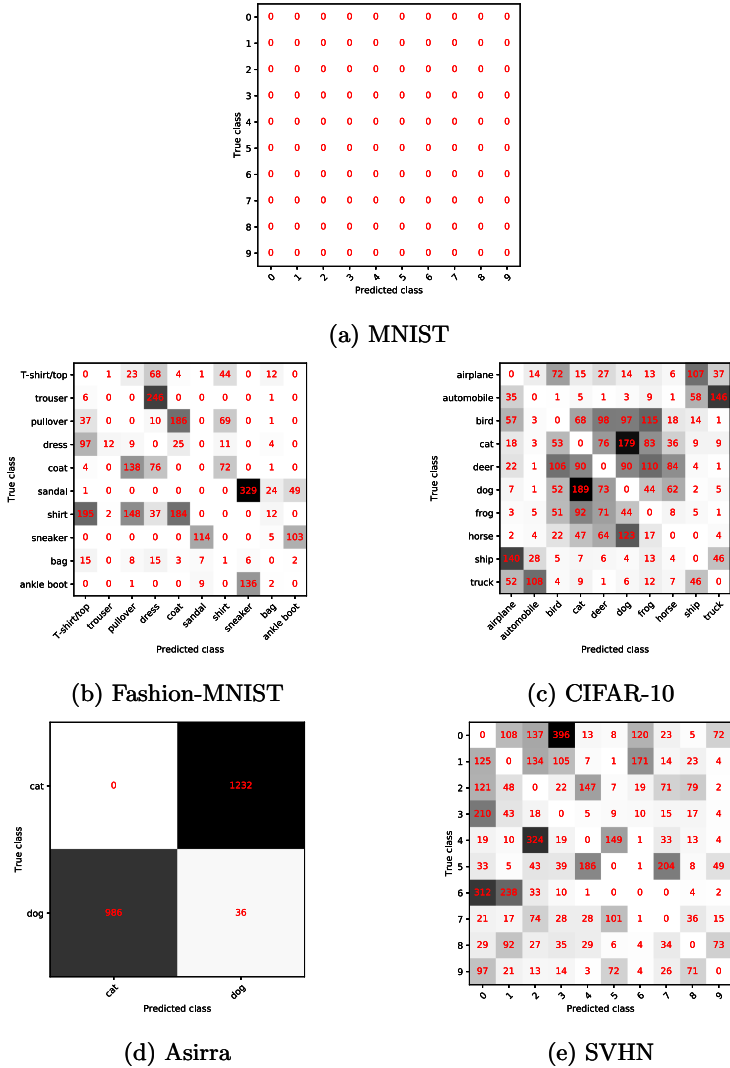 0 0 0 0 0 0 0 0 0 0 0
1 0 0 0 0 0 0 0 0 0 0
2 0 0 0 0 0 0 0 0 0 0
3 0 0 0 0 0 0 0 0 0 0
4 0 0 0 0 0 0 0 0 0 0
5 0 0 0 0 0 0 0 0 0 0
6 0 0 0 0 0 0 0 0 0 0
7 0 0 0 0 0 0 0 0 0 0
8 0 0 0 0 0 0 0 0 0 0
9 0 0 0 0 0 0 0 0 0 0
True class
0 1 2 3 4 5 6 7 8 9
Predicted class
(a) MNIST
T-shirt/top 0 1 23 68 4 1 44 0 12 0
trouser 6 0 0 248 0 0 0 0 1 0
pullover 37 0 0 10 186 0 69 0 1 0
dress 97 12 9 0 25 0 11 0 4 0
coat 4 0 138 76 0 0 72 0 1 0
sandal 1 0 0 0 0 0 0 329 24 49
shirt 195 2 148 37 184 0 0 0 12 0
sneaker 0 0 0 0 0 114 0 0 5 103
bag 15 0 8 15 3 7 1 6 0 2
ankle boot 0 0 1 0 0 9 0 136 2 0
True class
T-shirt/top trouser pullover dress coat sandal shirt sneaker bag ankle boot
Predicted class
(b) Fashion-MNIST
airplane 0 14 72 15 27 14 13 6 107 37
automobile 35 0 1 5 1 3 9 1 58 146
bird 57 3 0 68 98 97 115 18 14 1
cat 18 3 53 0 76 179 83 36 9 9
deer 22 1 106 90 0 90 110 84 4 1
dog 7 1 52 189 73 0 44 62 2 5
frog 3 5 51 92 71 44 0 8 5 1
horse 2 4 22 47 64 123 17 0 0 4
ship 28 5 7 6 4 13 4 0 46
truck 52 108 4 9 1 6 12 7 46 0
True class
airplane automobile bird cat deer dog frog horse ship truck
Predicted class
(c) CIFAR-10
cat 0 1232
dog 986 36
True class
cat dog
Predicted class
(d) Asirra
0 0 108 137 396 13 8 120 23 5 72
1 125 0 134 105 7 1 171 14 23 4
2 121 48 0 22 147 7 19 71 79 2
3 210 43 18 0 5 9 10 15 17 4
4 19 10 324 19 0 149 1 33 13 4
5 33 5 43 39 186 0 1 204 8 49
6 312 238 33 10 1 0 0 0 4 2
7 21 17 74 28 28 101 1 0 36 15
8 29 92 27 35 29 6 4 34 0 73
9 97 21 13 14 3 72 4 26 71 0
True class
0 1 2 3 4 5 6 7 8 9
Predicted class
(e) SVHN